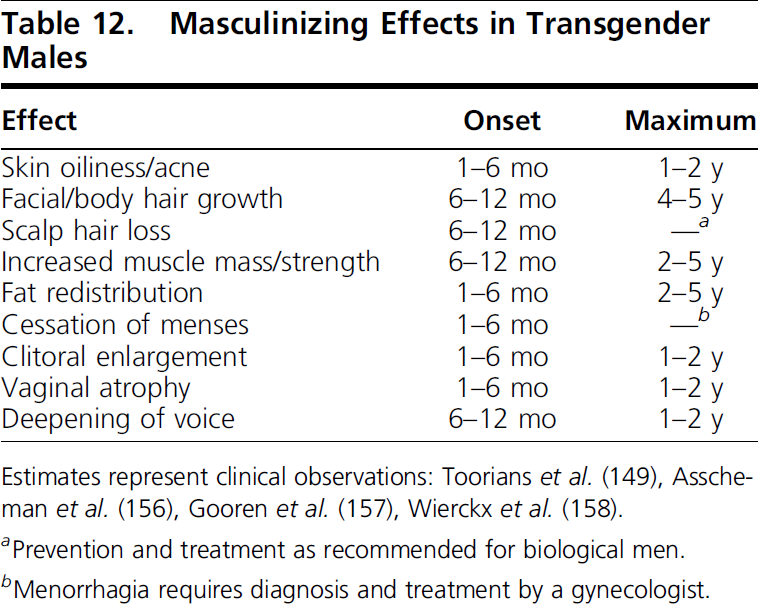 Table 12. Masculinizing Effects in Transgender
Males
Effect Onset Maximum
Skin oiliness/acne 1–6 mo 1–2 y
Facial/body hair growth 6–12 mo 4–5 y
Scalp hair loss 6–12 mo —a
Increased muscle mass/strength 6–12 mo 2–5 y
Fat redistribution 1–6 mo 2–5 y
Cessation of menses 1–6 mo —b
Clitoral enlargement 1–6 mo 1–2 y
Vaginal atrophy 1–6 mo 1–2 y
Deepening of voice 6–12 mo 1–2 y
Estimates represent clinical observations: Toorians et al. (149), Assche-
man et al. (156), Gooren et al. (157), Wierckx et al. (158).
aPrevention and treatment as recommended for biological men.
bMenorrhagia requires diagnosis and treatment by a gynecologist.